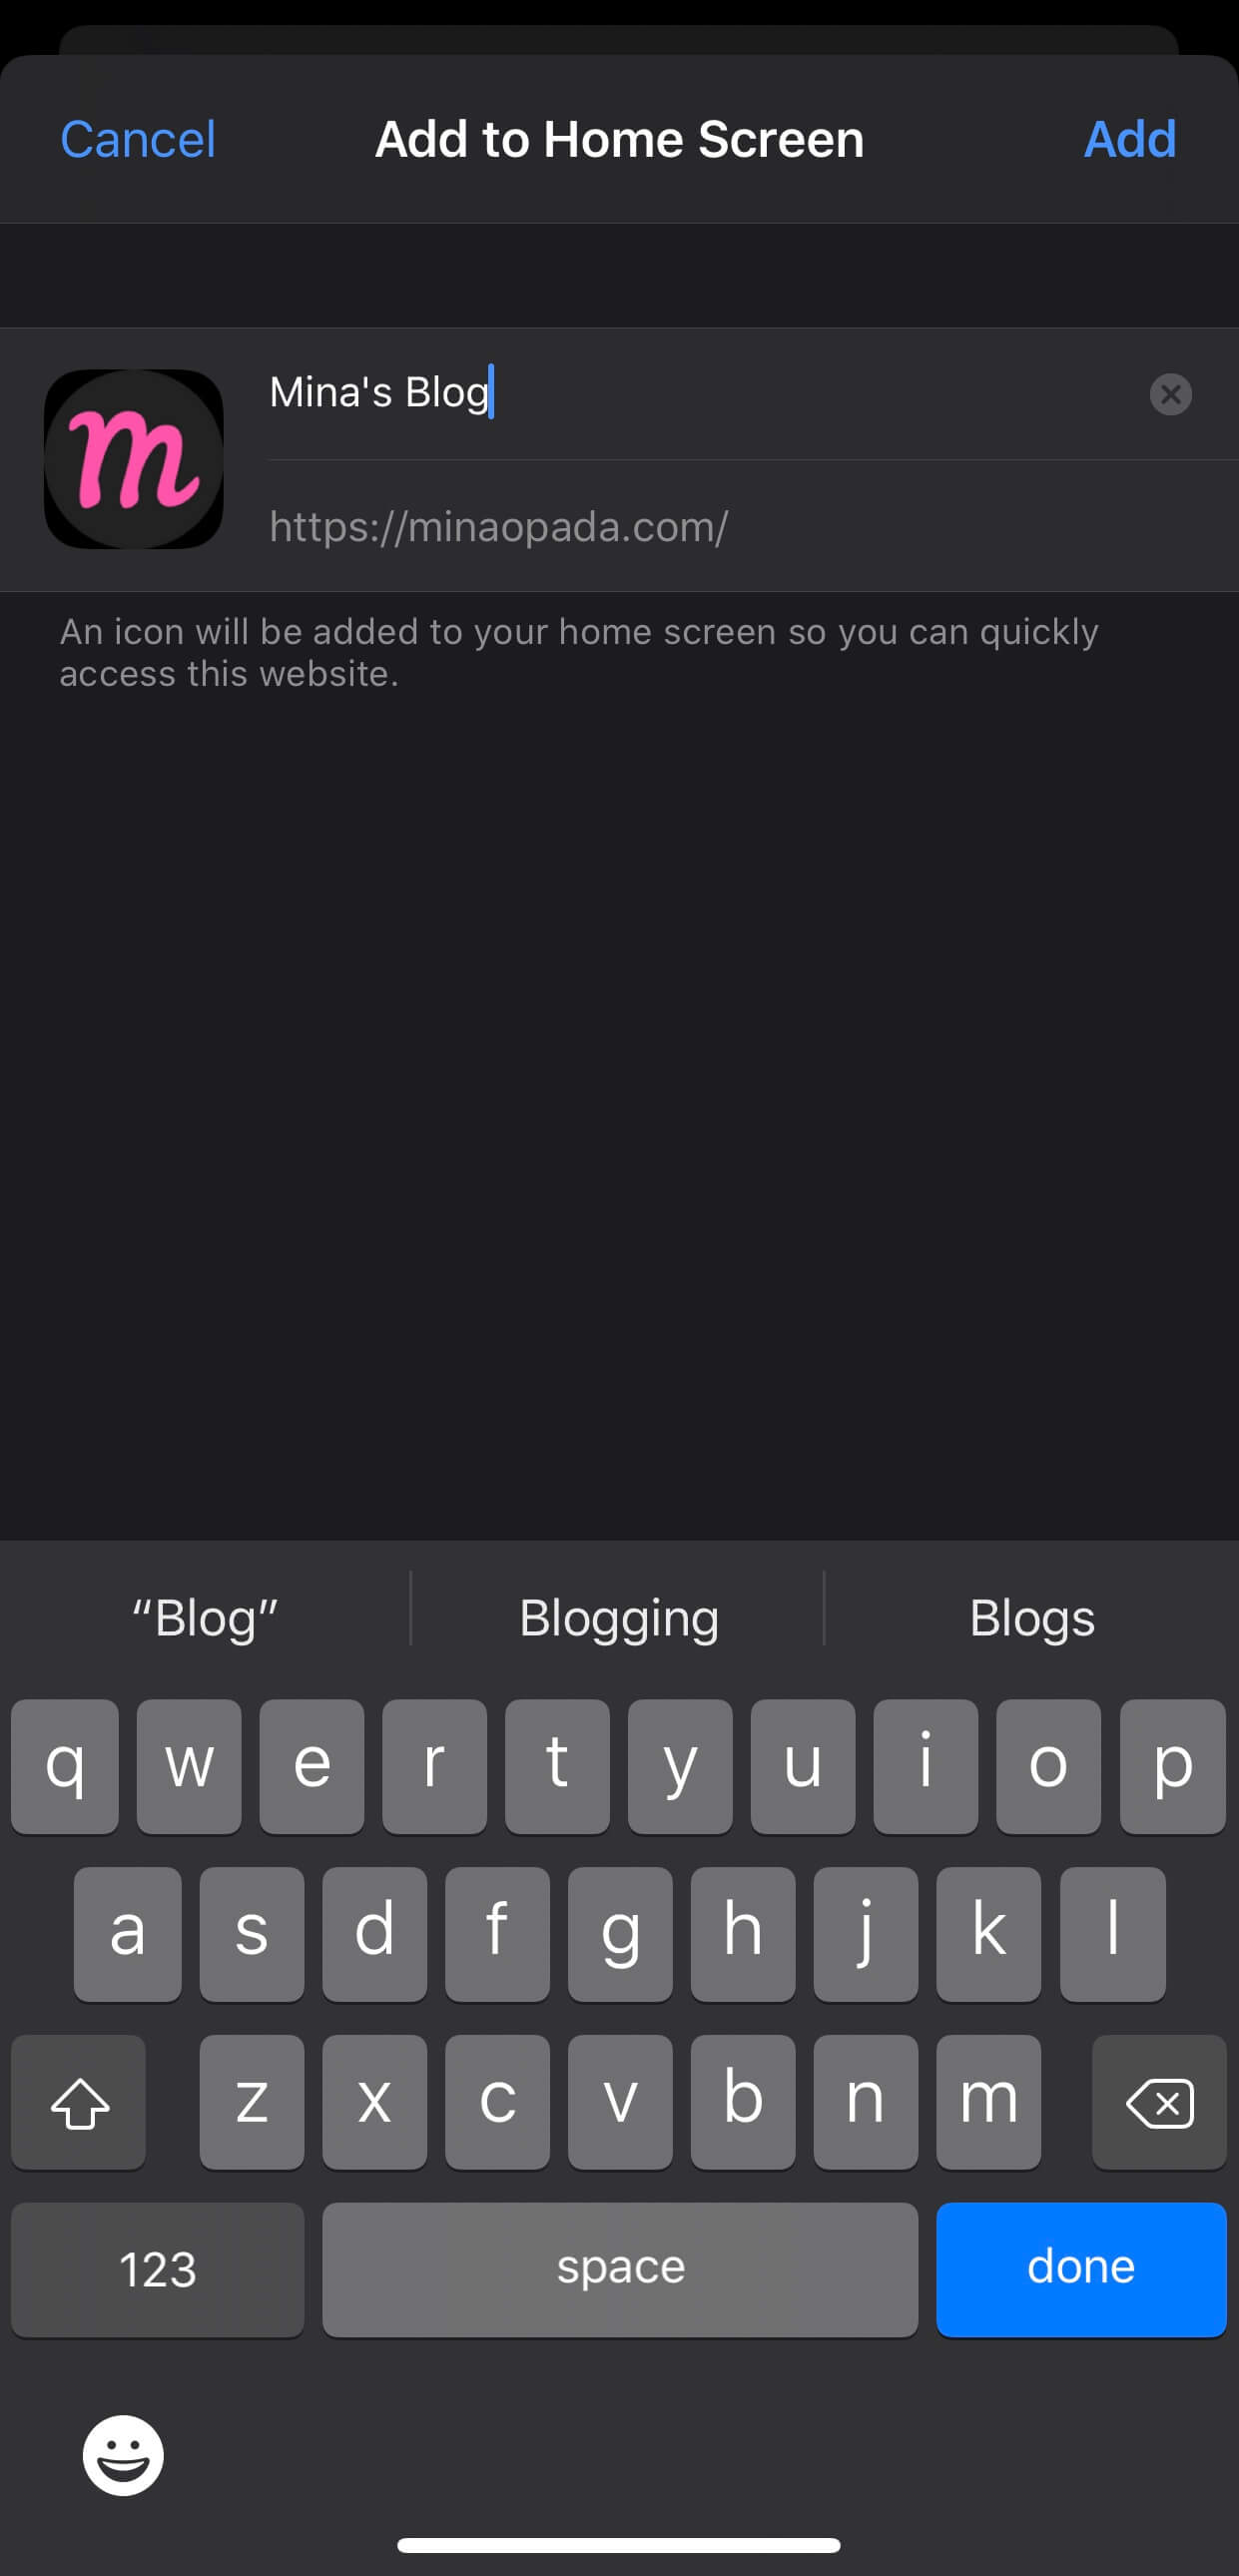 Cancel Add to Home Screen Add
m
Mina's Blog
https://minaopada.com/
An icon will be added to your home screen so you can quickly
access this website.
“Blog” Blogging Blogs
q w e r t y u i o p
a s d f g h j k l
z x c v b n m
123 space done